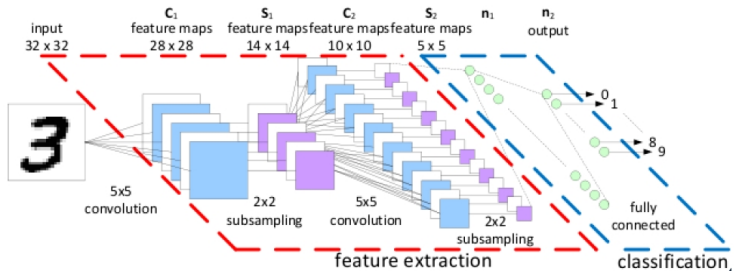 C₁ S₁ C₂ S₂ n₁ n₂
input feature maps feature maps feature maps feature maps output
32 x 32 28 x 28 14 x 14 10 x 10 5 x 5
0
1
8
9
5x5
convolution
2x2
subsampling
5x5
convolution
2x2
subsampling
fully
connected
feature extraction
classification